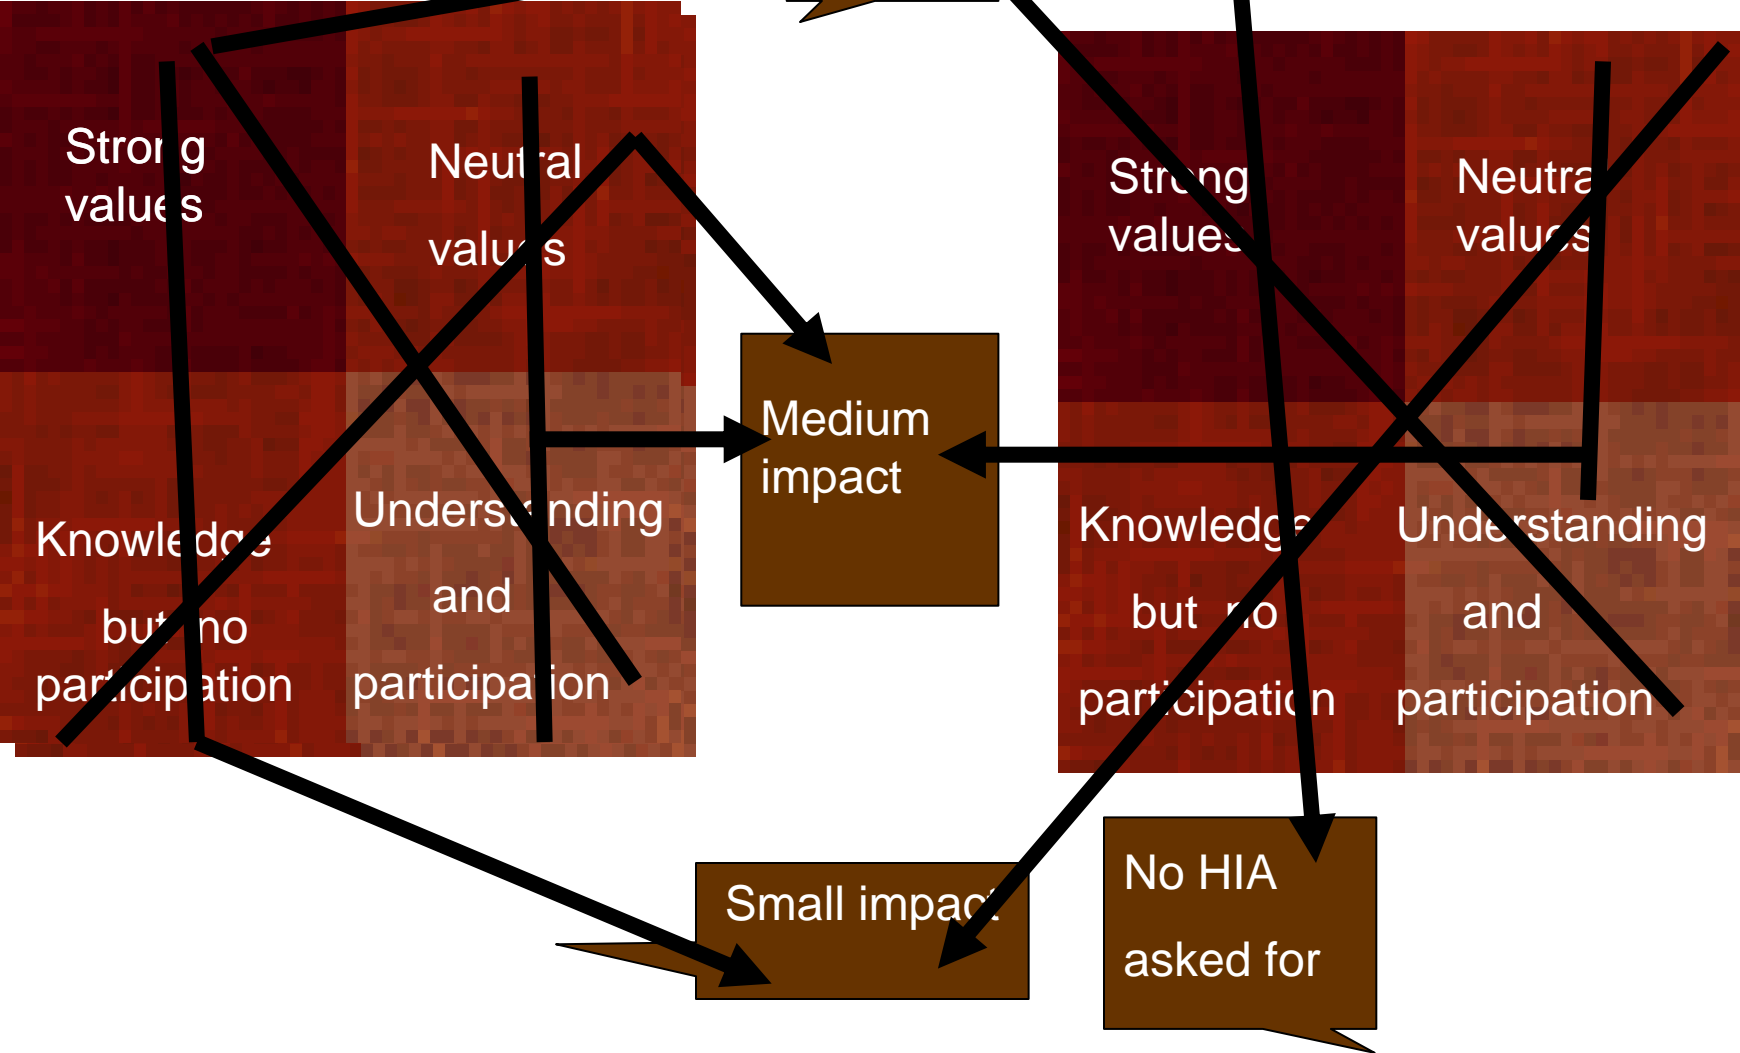 Strong
values
Neutral
values
Knowledge
but no
participation
Understanding
and
participation
Medium
impact
Strong
values
Neutral
values
Knowledge
but no
participation
Understanding
and
participation
Small impact
No HIA
asked for